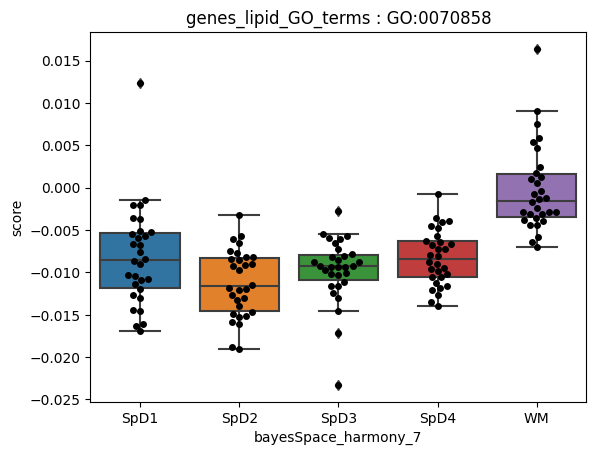 genes_lipid_GO_terms : GO:0070858
score
0.015
0.010
0.005
0.000
−0.005
−0.010
−0.015
−0.020
−0.025
SpD1 SpD2 SpD3 SpD4 WM
bayesSpace_harmony_7